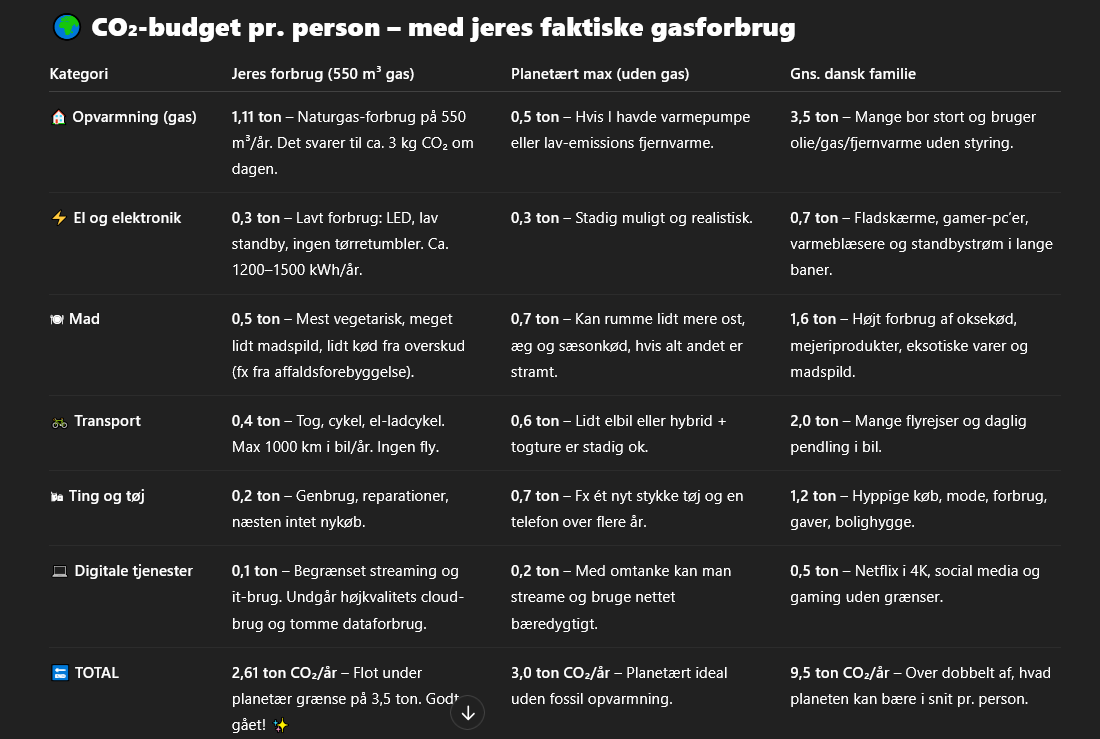 🌍 CO₂-budget pr. person – med jeres faktiske gasforbrug
Kategori
Jeres forbrug (550 m³ gas)
Planetært max (uden gas)
Gns. dansk familie
🏠 Opvarmning (gas)
1,11 ton – Naturgas-forbrug på 550
m³/år. Det svarer til ca. 3 kg CO₂ om
dagen.
0,5 ton – Hvis I havde varmepumpe
eller lav-emissions fjernvarme.
3,5 ton – Mange bor stort og bruger
olie/gas/fjernvarme uden styring.
⚡ El og elektronik
0,3 ton – Lavt forbrug: LED, lav
standby, ingen tørretumbler. Ca.
1200–1500 kWh/år.
0,3 ton – Stadig muligt og realistisk.
0,7 ton – Fladskærme, gamer-pc’er,
varmeblæsere og standbystrøm i lange
baner.
🍽 Mad
0,5 ton – Mest vegetarisk, meget
lidt madspild, lidt kød fra overskud
(fx fra affaldsforebyggelse).
0,7 ton – Kan rumme lidt mere ost,
æg og sæsonkød, hvis alt andet er
stramt.
1,6 ton – Højt forbrug af oksekød,
mejeriprodukter, eksotiske varer og
madspild.
🚲 Transport
0,4 ton – Tog, cykel, el-ladcykel.
Max 1000 km i bil/år. Ingen fly.
0,6 ton – Lidt elbil eller hybrid +
togture er stadig ok.
2,0 ton – Mange flyrejser og daglig
pendling i bil.
🛍 Ting og tøj
0,2 ton – Genbrug, reparationer,
næsten intet nykøb.
0,7 ton – Fx ét nyt stykke tøj og en
telefon over flere år.
1,2 ton – Hyppige køb, mode, forbrug,
gaver, bolighygge.
💻 Digitale tjenester
0,1 ton – Begrænset streaming og
it-brug. Undgår højkvalitets cloud-
brug og tomme dataforbrug.
0,2 ton – Med omtanke kan man
streame og bruge nettet
bæredygtigt.
0,5 ton – Netflix i 4K, social media og
gaming uden grænser.
TOTAL
2,61 ton CO₂/år – Flot under
planetær grænse på 3,5 ton. Godt
gået! ✨
3,0 ton CO₂/år – Planetært ideal
uden fossil opvarmning.
9,5 ton CO₂/år – Over dobbelt af, hvad
planeten kan bære i snit pr. person.